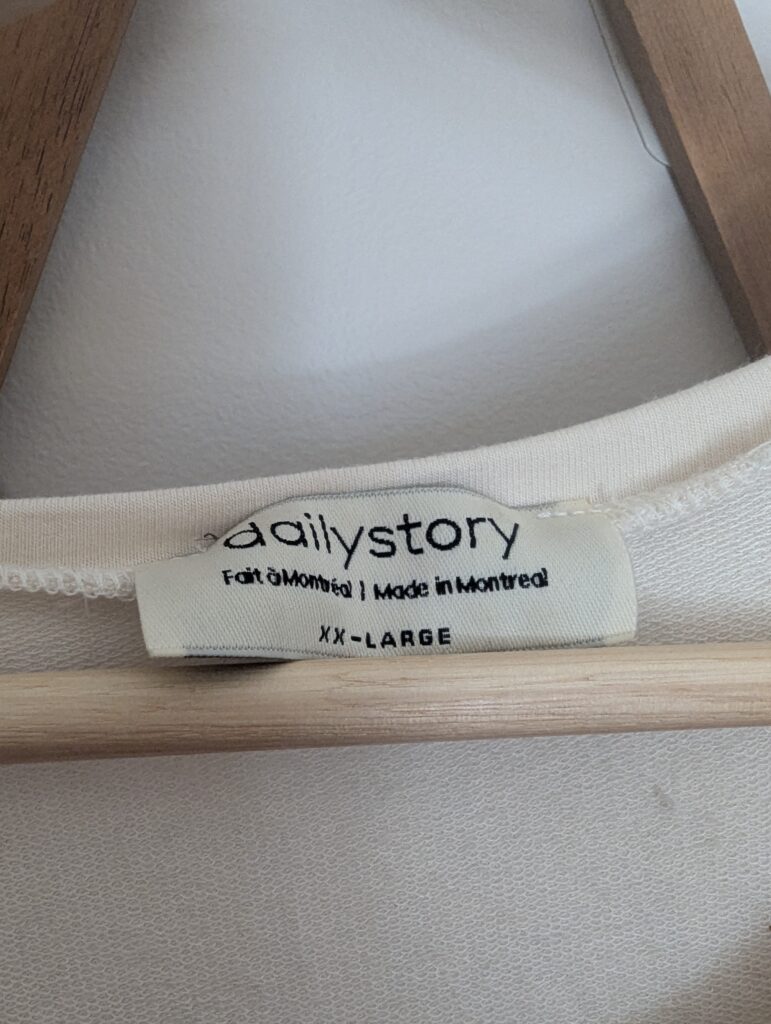 dailystory
Fait à Montréal | Made in Montreal
XX-LARGE